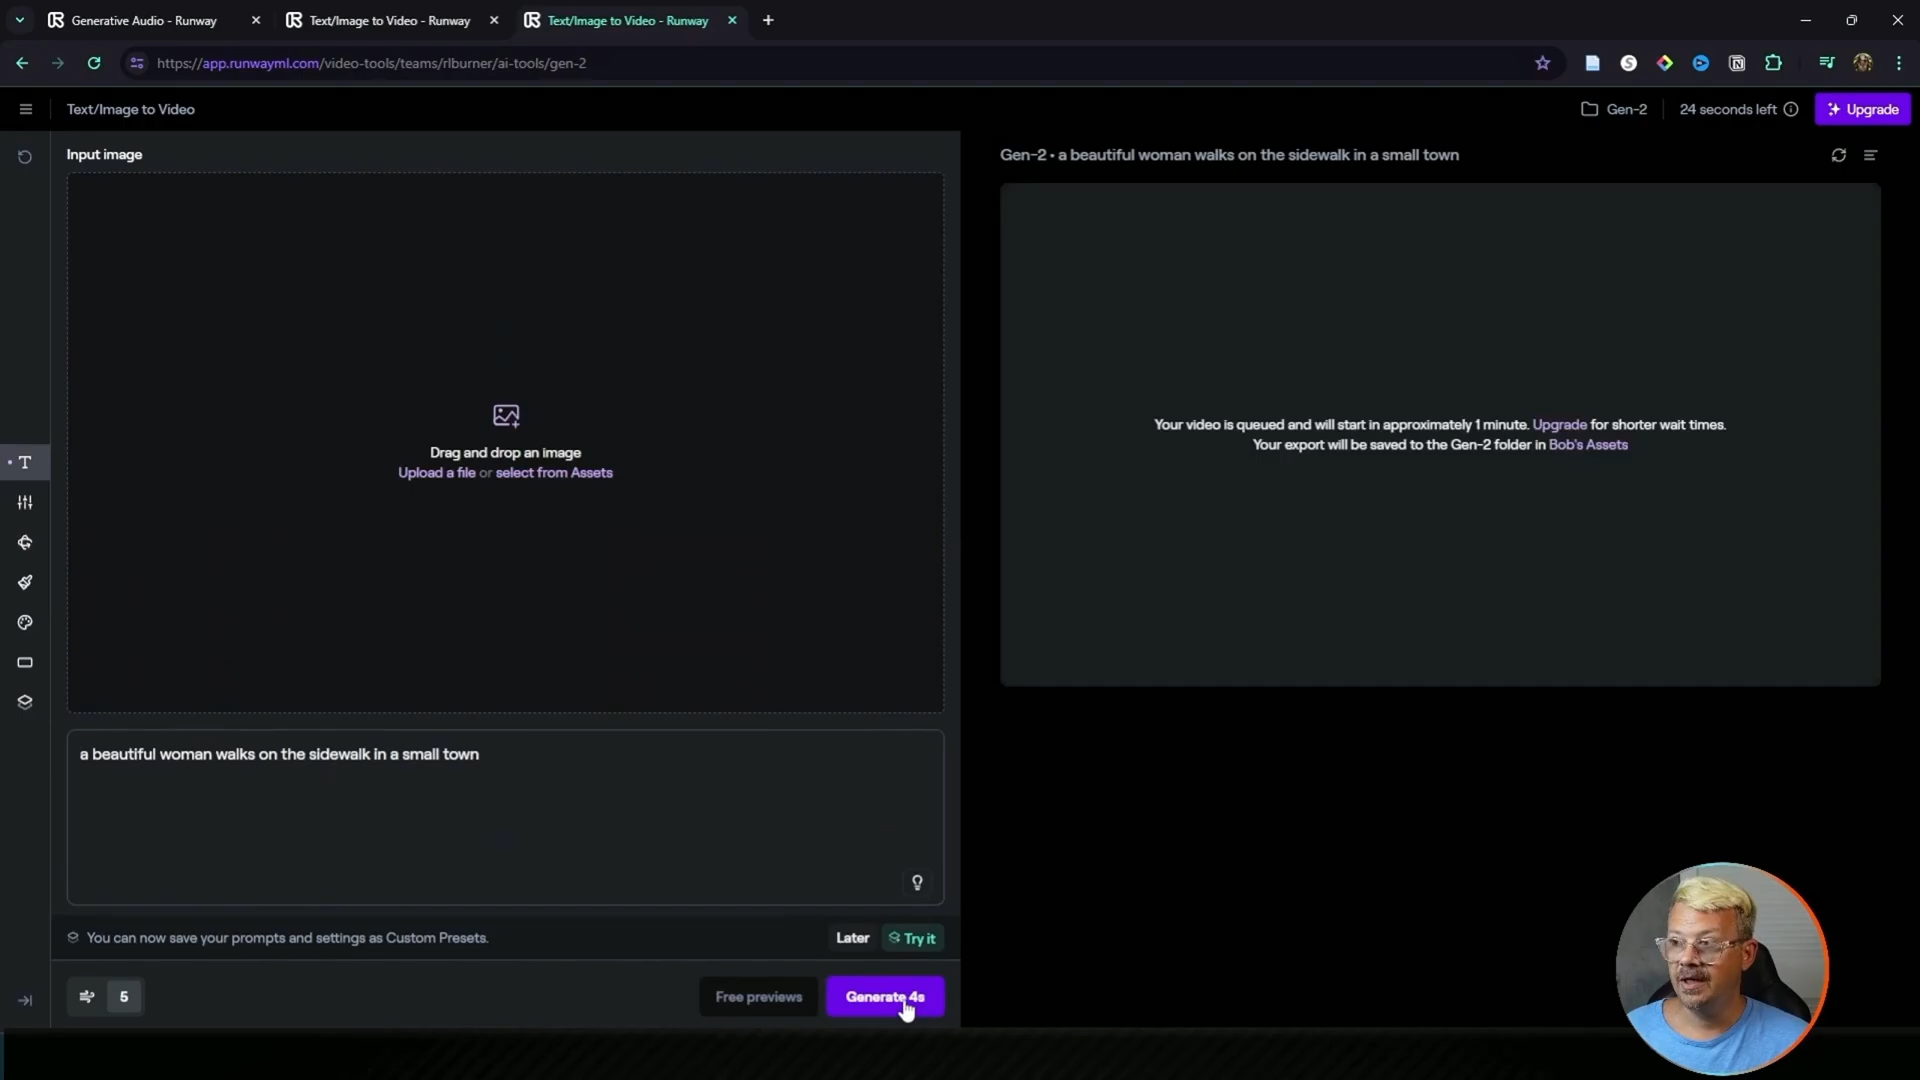 Generative Audio - Runway
Text/Image to Video - Runway
Text/Image to Video - Runway
https://app.runwayml.com/video-tools/teams/rlburner/ai-tools/gen-2
Text/Image to Video
Gen-2
24 seconds left
Upgrade
Input image
Gen-2 • a beautiful woman walks on the sidewalk in a small town
Drag and drop an image
Upload a file or select from Assets
Your video is queued and will start in approximately 1 minute. Upgrade for shorter wait times.
Your export will be saved to the Gen-2 folder in Bob's Assets
T
a beautiful woman walks on the sidewalk in a small town
You can now save your prompts and settings as Custom Presets.
Later
Try it
5
Free previews
Generate 4s